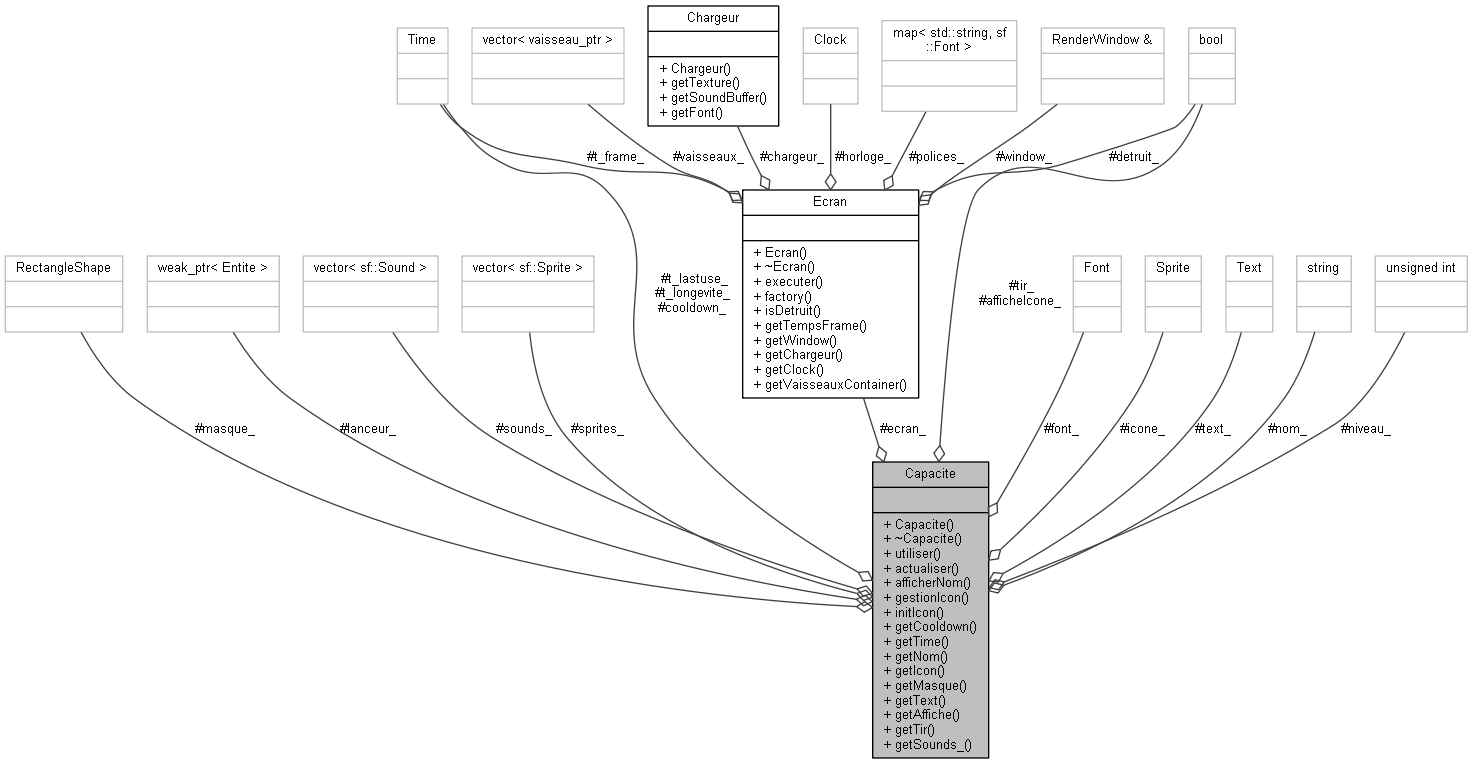 Chargeur
+ Chargeur()
+ getTexture()
+ getSoundBuffer()
+ getFont()
Time
vector< vaisseau_ptr >
Clock
map< std::string, sf
::Font >
RenderWindow &
bool
#t_frame_
#vaisseaux_
#chargeur_
#horloge_
#polices_
#window_
#detruit_
Ecran
+ Ecran()
+ ~Ecran()
+ executer()
+ factory()
+ isDetruit()
+ getTempsFrame()
+ getWindow()
+ getChargeur()
+ getClock()
+ getVaisseauxContainer()
RectangleShape
weak_ptr< Entite >
vector< sf::Sound >
vector< sf::Sprite >
#t_lastuse_
#t_longevite_
#cooldown_
#tir_
#afficheIcone_
Font
Sprite
Text
string
unsigned int
#masque_
#lanceur_
#sounds_
#sprites_
#ecran_
#font_
#icone_
#text_
#nom_
#niveau_
Capacite
+ Capacite()
+ ~Capacite()
+ utiliser()
+ actualiser()
+ afficherNom()
+ gestionIcon()
+ initIcon()
+ getCooldown()
+ getTime()
+ getNom()
+ getIcon()
+ getMasque()
+ getText()
+ getAffiche()
+ getTir()
+ getSounds_()